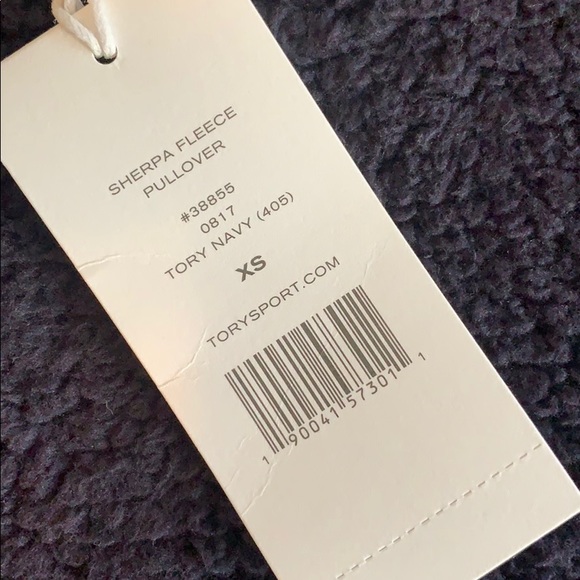 SHERPA FLEECE
PULLOVER
#38855
0817
TORY NAVY (405)
XS
TORYSPORT.COM
1 90041 57301 1